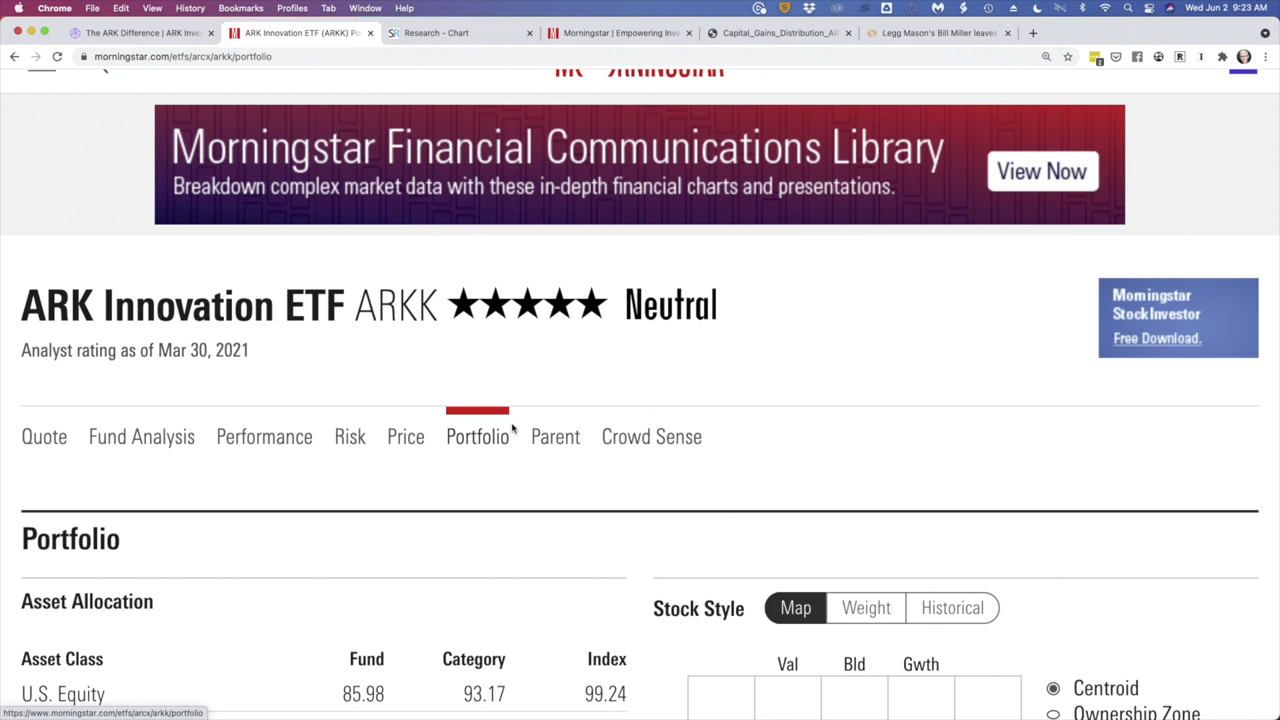 Chrome File Edit View History Bookmarks Profiles Tab Window Help Wed Jun 2 9:23 AM
The ARK Difference | ARK Inve
ARK Innovation ETF (ARKK) Po
Research - Chart
Morningstar | Empowering Inve
Capital_Gains_Distribution_AR
Legg Mason's Bill Miller leaves
morningstar.com/etfs/arcx/arkk/portfolio
MORNINGSTAR
Morningstar Financial Communications Library
Breakdown complex market data with these in-depth financial charts and presentations.
View Now
ARK Innovation ETF ARKK ★★★★★ Neutral
Analyst rating as of Mar 30, 2021
Morningstar
StockInvestor
Free Download.
Quote Fund Analysis Performance Risk Price Portfolio Parent Crowd Sense
Portfolio
Asset Allocation
Asset Class Fund Category Index
U.S. Equity 85.98 93.17 99.24
Stock Style Map Weight Historical
Val Bld Gwth
Centroid
Ownership Zone
https://www.morningstar.com/etfs/arcx/arkk/portfolio